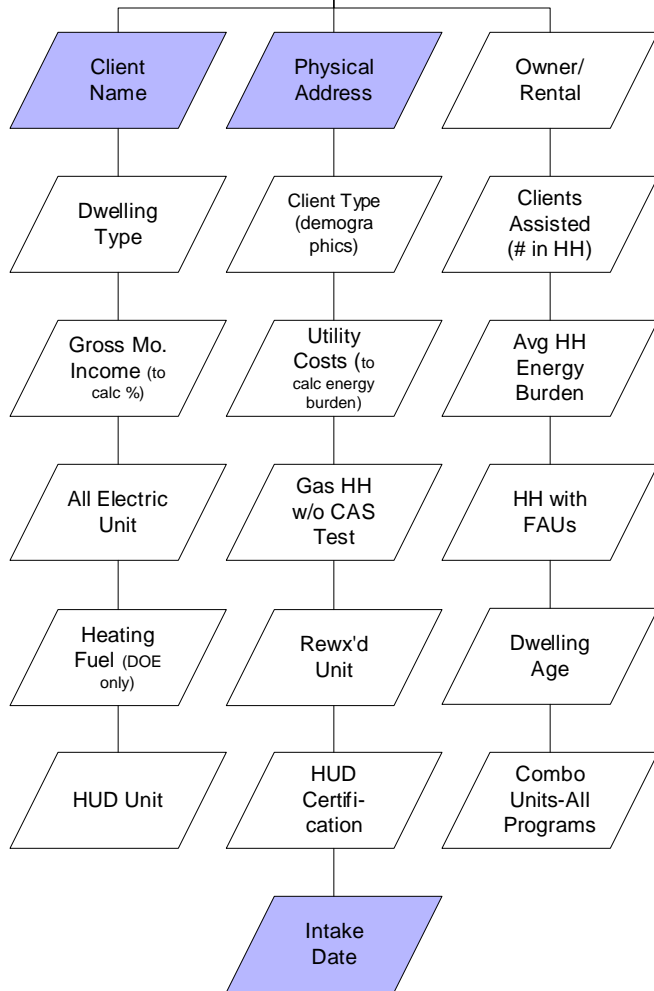 Client
Name
Physical
Address
Owner/
Rental
Dwelling
Type
Client Type
(demogra
phics)
Clients
Assisted
(# in HH)
Gross Mo.
Income (to
calc %)
Utility
Costs (to
calc energy
burden)
Avg HH
Energy
Burden
All Electric
Unit
Gas HH
w/o CAS
Test
HH with
FAUs
Heating
Fuel (DOE
only)
Rewx'd
Unit
Dwelling
Age
HUD Unit
HUD
Certifi-
cation
Combo
Units-All
Programs
Intake
Date